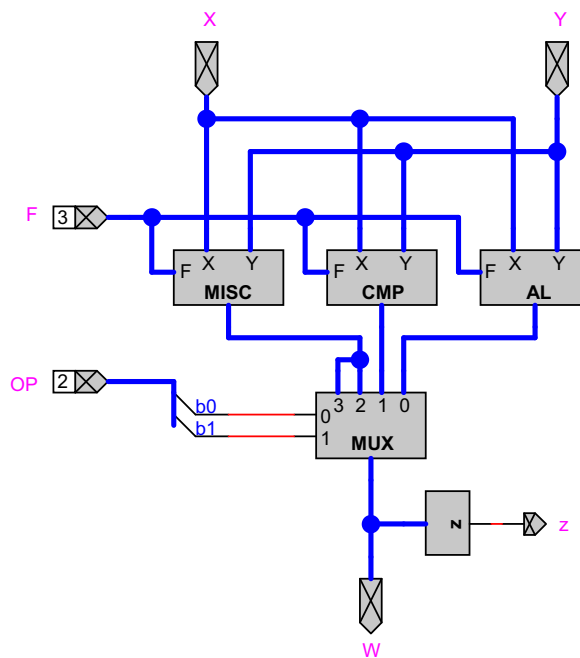 X Y
F 3
F X Y F X Y F X Y
MISC CMP AL
OP 2
b0 3 2 1 0
0
b1 1
MUX
z z
W